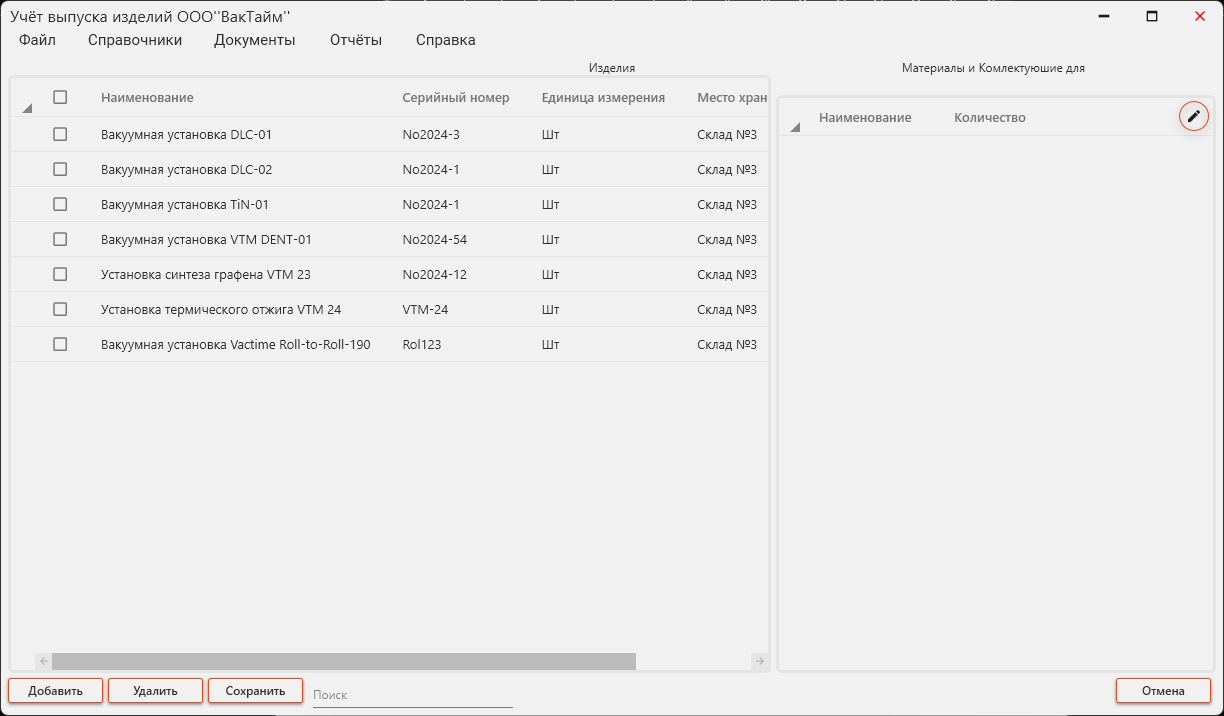 Учёт выпуска изделий ООО''ВакТайм''
Файл Справочники Документы Отчёты Справка
Изделия
Материалы и Комлектуюшие для
Наименование Серийный номер Единица измерения Место хран
Наименование Количество
Вакуумная установка DLC-01 No2024-3 Шт Склад №3
Вакуумная установка DLC-02 No2024-1 Шт Склад №3
Вакуумная установка TiN-01 No2024-1 Шт Склад №3
Вакуумная установка VTM DENT-01 No2024-54 Шт Склад №3
Установка синтеза графена VTM 23 No2024-12 Шт Склад №3
Установка термического отжига VTM 24 VTM-24 Шт Склад №3
Вакуумная установка Vactime Roll-to-Roll-190 Rol123 Шт Склад №3
Добавить Удалить Сохранить Поиск Отмена